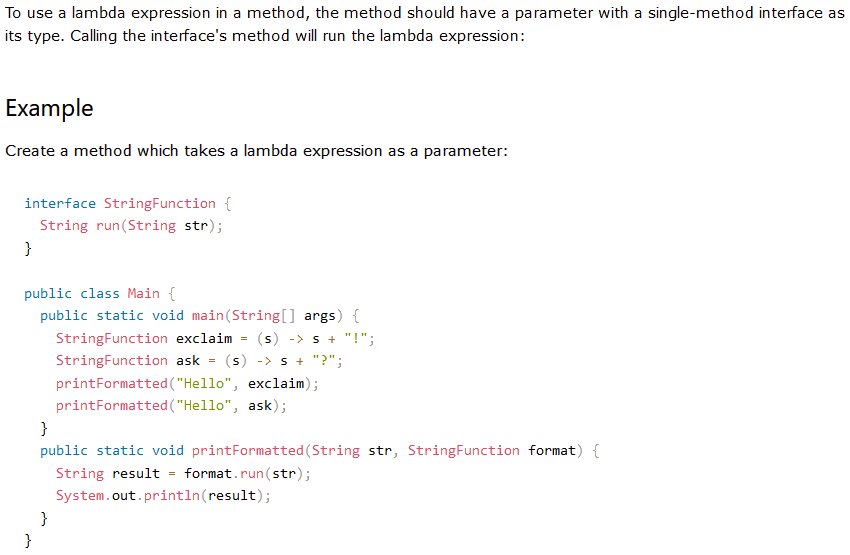 To use a lambda expression in a method, the method should have a parameter with a single-method interface as
its type. Calling the interface's method will run the lambda expression:
Example
Create a method which takes a lambda expression as a parameter:
interface StringFunction {
  String run(String str);
}
public class Main {
  public static void main(String[] args) {
    StringFunction exclaim = (s) -> s + "!";
    StringFunction ask = (s) -> s + "?";
    printFormatted("Hello", exclaim);
    printFormatted("Hello", ask);
  }
  public static void printFormatted(String str, StringFunction format) {
    String result = format.run(str);
    System.out.println(result);
  }
}